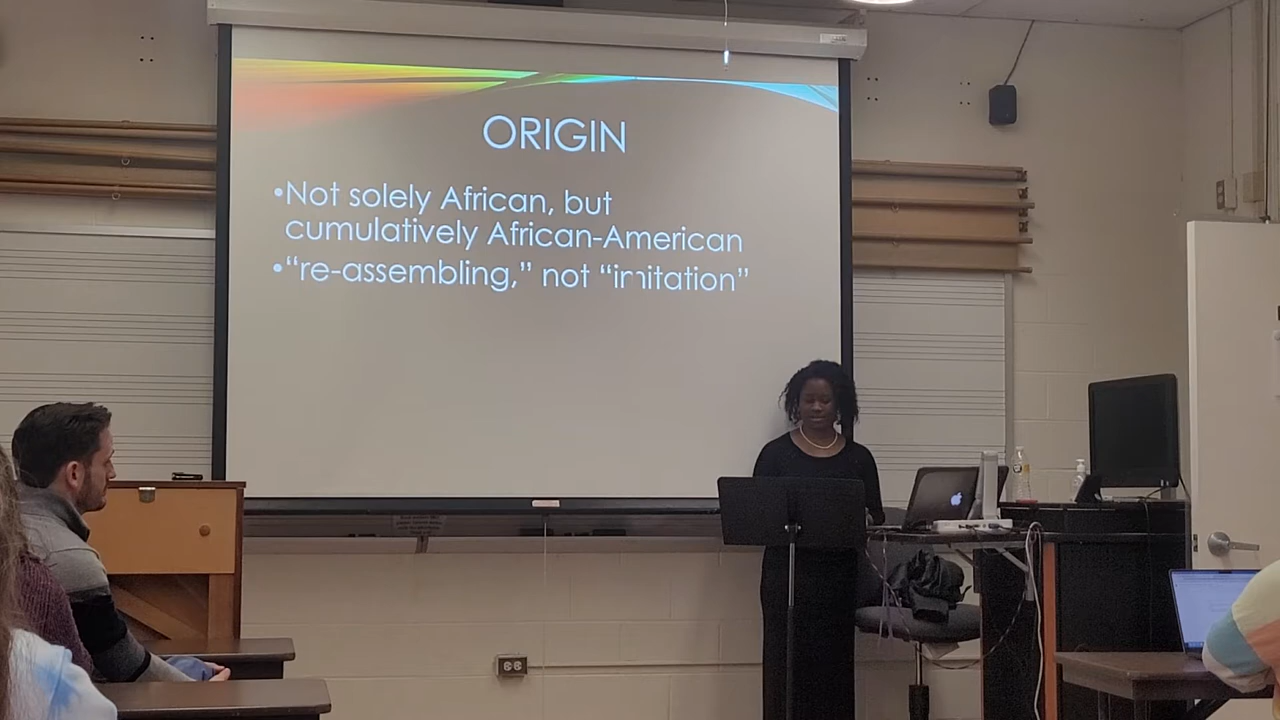 ORIGIN
•Not solely African, but
cumulatively African-American
•“re-assembling,” not “imitation”